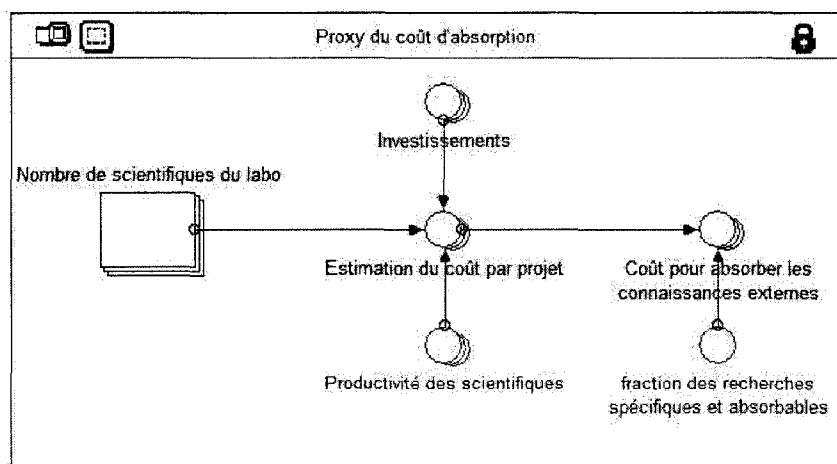 Proxy du coût d'absorption
Investissements
Nombre de scientifiques du labo
Estimation du coût par projet
Coût pour absorber les
connaissances externes
Productivité des scientifiques
fraction des recherches
spécifiques et absorbables